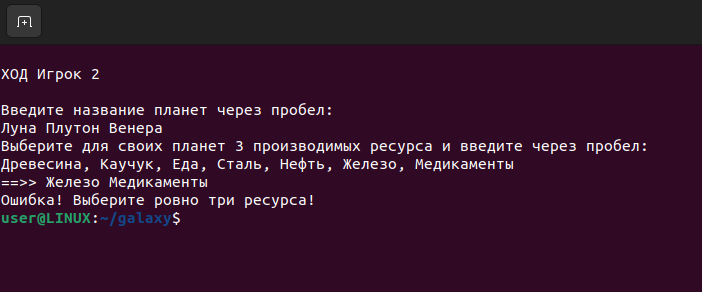 ХОД Игрок 2
Введите название планет через пробел:
Луна Плутон Венера
Выберите для своих планет 3 производимых ресурса и введите через пробел:
Древесина, Каучук, Еда, Сталь, Нефть, Железо, Медикаменты
==>> Железо Медикаменты
Ошибка! Выберите ровно три ресурса!
user@LINUX:~/galaxy$